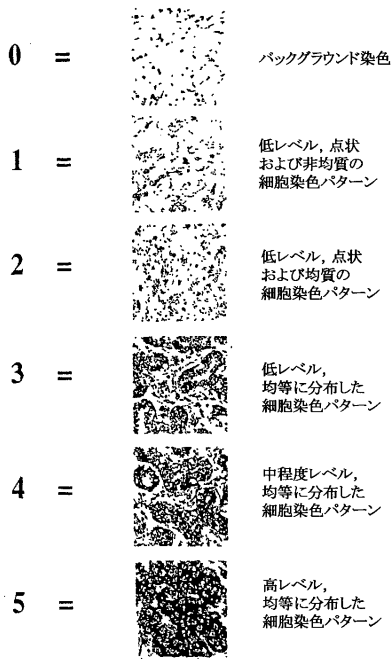 0 = バックグラウンド染色
1 = 低レベル, 点状
および非均質の
細胞染色パターン
2 = 低レベル, 点状
および均質の
細胞染色パターン
3 = 低レベル,
均等に分布した
細胞染色パターン
4 = 中程度レベル,
均等に分布した
細胞染色パターン
5 = 高レベル,
均等に分布した
細胞染色パターン